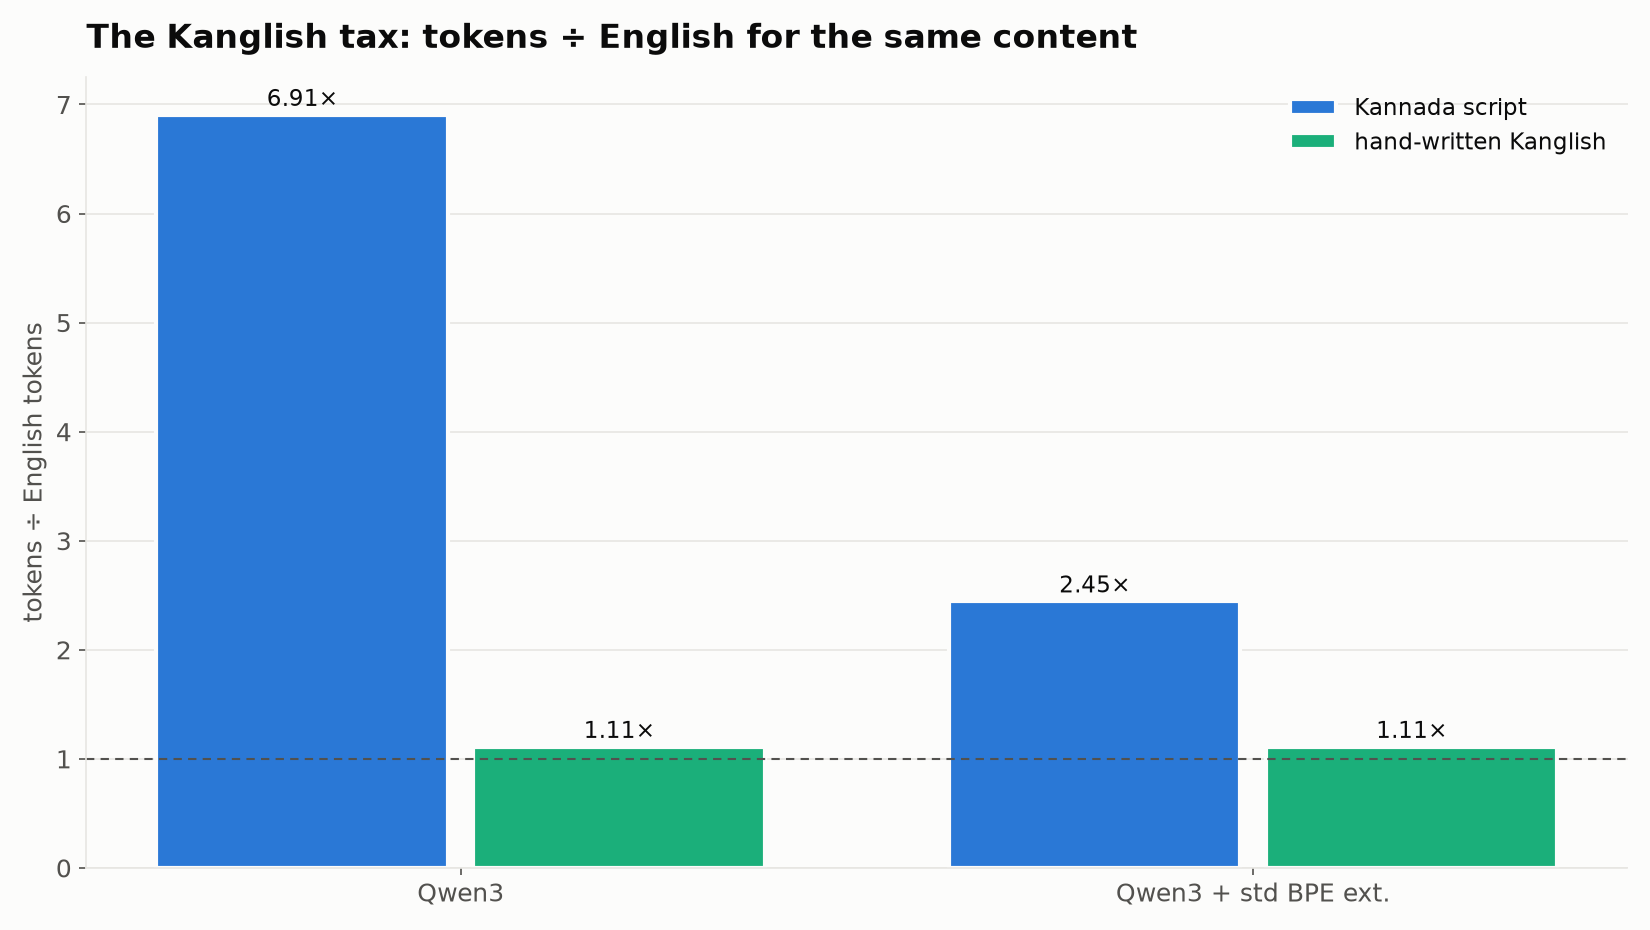 The Kanglish tax: tokens ÷ English for the same content
tokens ÷ English tokens
7
6
5
4
3
2
1
0
6.91×
1.11×
2.45×
1.11×
Kannada script
hand-written Kanglish
Qwen3
Qwen3 + std BPE ext.